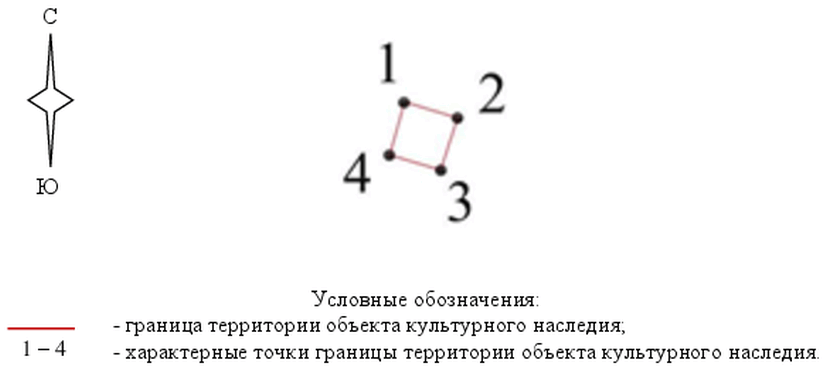 С
1
2
4
Ю
3
Условные обозначения:
- граница территории объекта культурного наследия;
1 – 4 - характерные точки границы территории объекта культурного наследия.